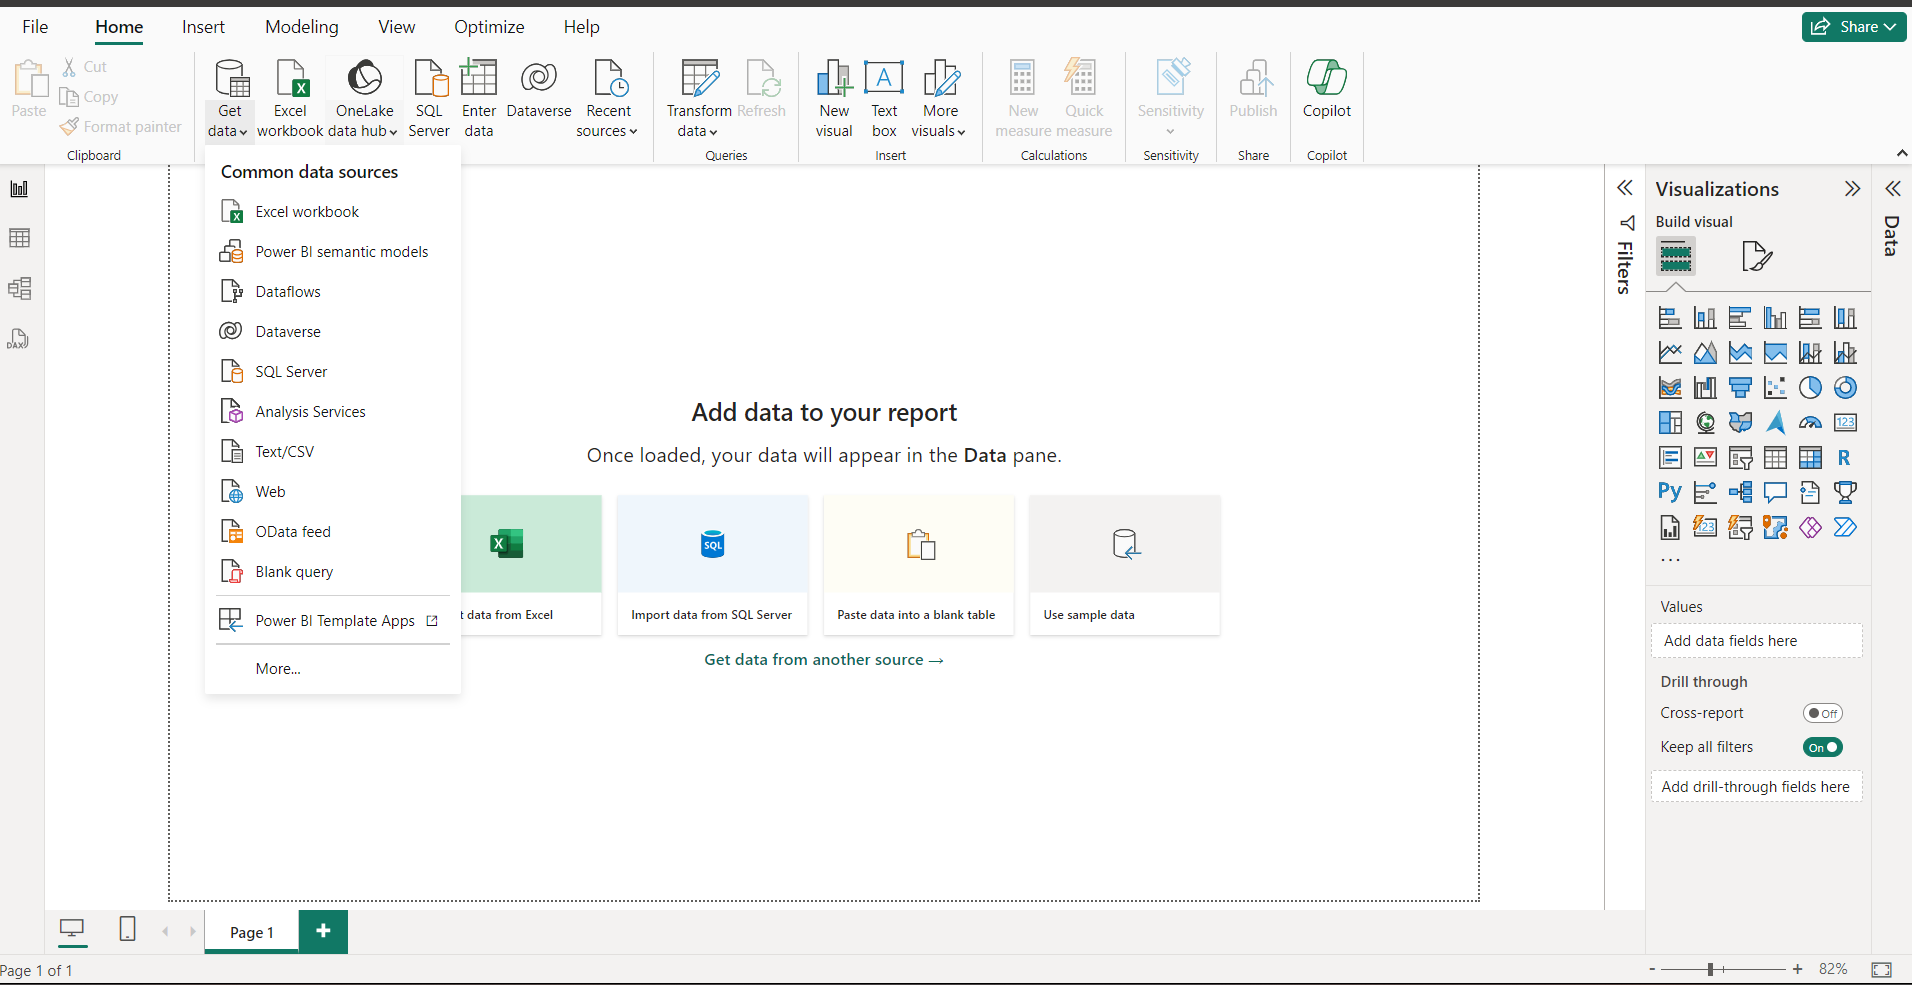 File Home Insert Modeling View Optimize Help
Share
Paste
Cut
Copy
Format painter
Clipboard
Get
data
Excel
workbook
OneLake
data hub
SQL
Server
Enter
data
Dataverse
Recent
sources
Transform
data
Refresh
Queries
New
visual
Text
box
More
visuals
Insert
New
measure
Quick
measure
Calculations
Sensitivity
Sensitivity
Publish
Share
Copilot
Copilot
Common data sources
Excel workbook
Power BI semantic models
Dataflows
Dataverse
SQL Server
Analysis Services
Text/CSV
Web
OData feed
Blank query
Power BI Template Apps
More...
Add data to your report
Once loaded, your data will appear in the Data pane.
SQL
t data from Excel
Import data from SQL Server
Paste data into a blank table
Use sample data
Get data from another source →
Filters
Visualizations
Build visual
123
R
Py
123
...
Values
Add data fields here
Drill through
Cross-report
Off
Keep all filters
On
Add drill-through fields here
Data
DAX
Page 1
+
Page 1 of 1
- + 82%